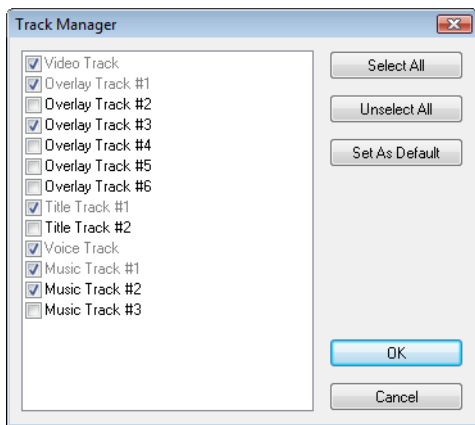 Track Manager
Video Track
Overlay Track #1
Overlay Track #2
Overlay Track #3
Overlay Track #4
Overlay Track #5
Overlay Track #6
Title Track #1
Title Track #2
Voice Track
Music Track #1
Music Track #2
Music Track #3
Select All
Unselect All
Set As Default
OK
Cancel